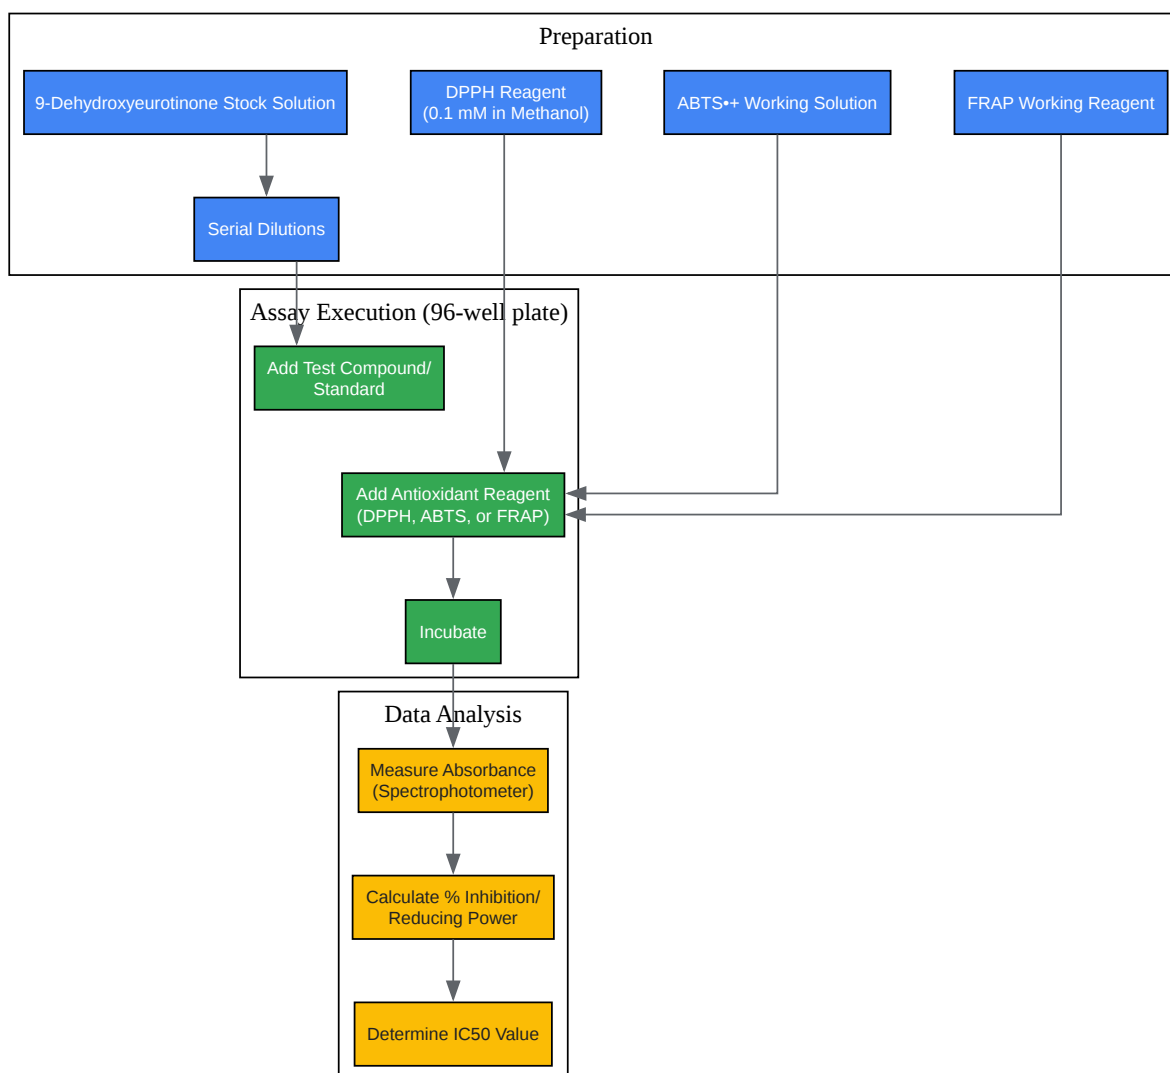 Preparation
9-Dehydroxyeurotinone Stock Solution
DPPH Reagent
(0.1 mM in Methanol)
ABTS•+ Working Solution
FRAP Working Reagent
Serial Dilutions
Assay Execution (96-well plate)
Add Test Compound/
Standard
Add Antioxidant Reagent
(DPPH, ABTS, or FRAP)
Incubate
Data Analysis
Measure Absorbance
(Spectrophotometer)
Calculate % Inhibition/
Reducing Power
Determine IC50 Value